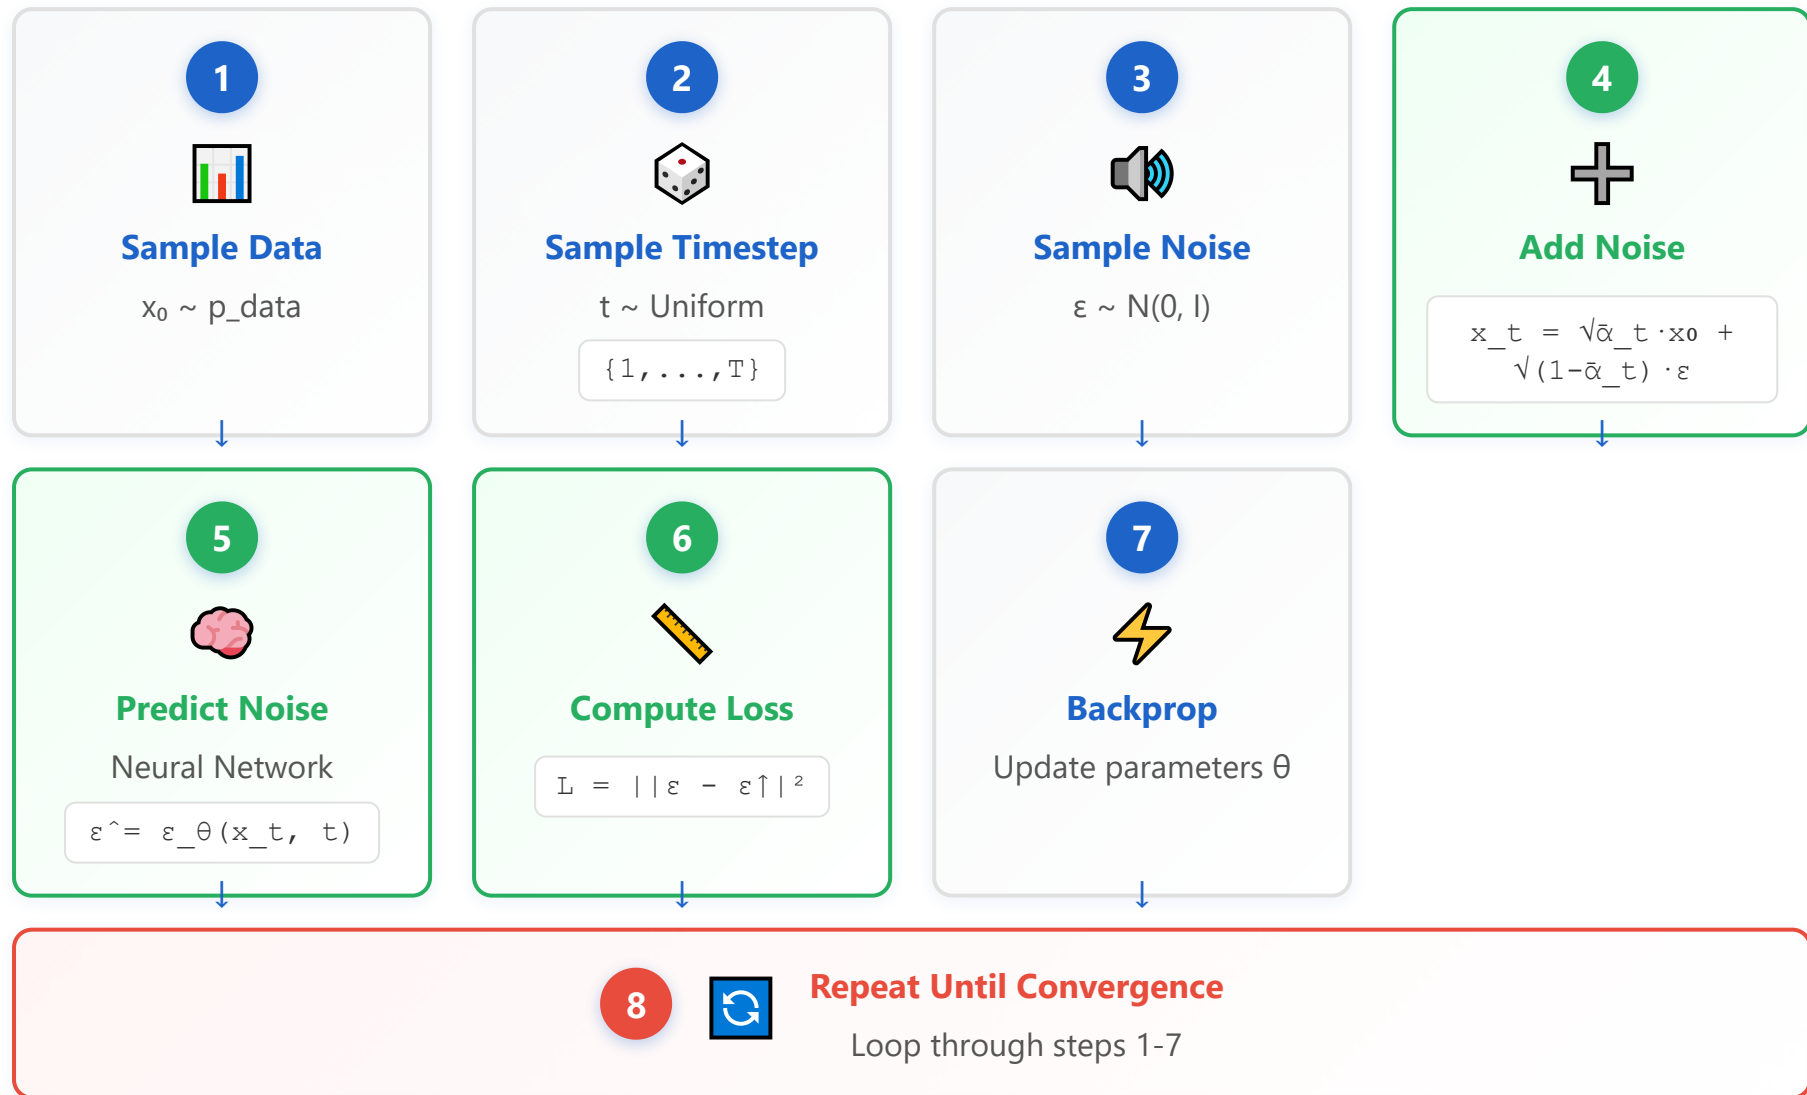 1
Sample Data
x₀ ~ p_data
↓
2
Sample Timestep
t ~ Uniform
{1,...,T}
↓
3
Sample Noise
ε ~ N(0, I)
↓
4
Add Noise
x_t = √ᾱ_t·x₀ +
√(1-ᾱ_t)·ε
↓
5
Predict Noise
Neural Network
εˆ= ε_θ(x_t, t)
↓
6
Compute Loss
L = ||ε - ε↑|²
↓
7
Backprop
Update parameters θ
↓
8
Repeat Until Convergence
Loop through steps 1-7